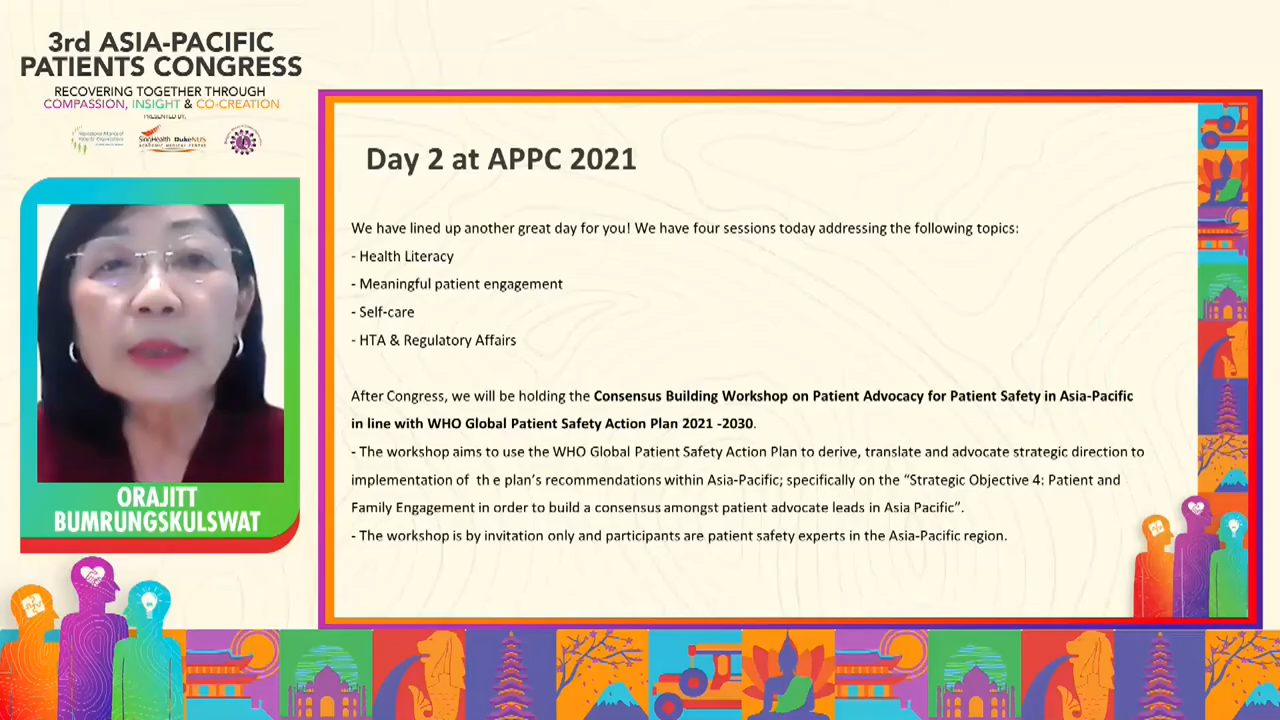 3rd ASIA-PACIFIC
PATIENTS CONGRESS
RECOVERING TOGETHER THROUGH
COMPASSION, INSIGHT & CO-CREATION
PRESENTED BY:
SingHealth DukeNUS
ACADEMIC MEDICAL CENTRE
Day 2 at APPC 2021
We have lined up another great day for you! We have four sessions today addressing the following topics:
- Health Literacy
- Meaningful patient engagement
- Self-care
- HTA & Regulatory Affairs
After Congress, we will be holding the Consensus Building Workshop on Patient Advocacy for Patient Safety in Asia-Pacific
in line with WHO Global Patient Safety Action Plan 2021 -2030.
- The workshop aims to use the WHO Global Patient Safety Action Plan to derive, translate and advocate strategic direction to
implementation of th e plan’s recommendations within Asia-Pacific; specifically on the “Strategic Objective 4: Patient and
Family Engagement in order to build a consensus amongst patient advocate leads in Asia Pacific”.
- The workshop is by invitation only and participants are patient safety experts in the Asia-Pacific region.
ORAJITT
BUMRUNGSKULSWAT